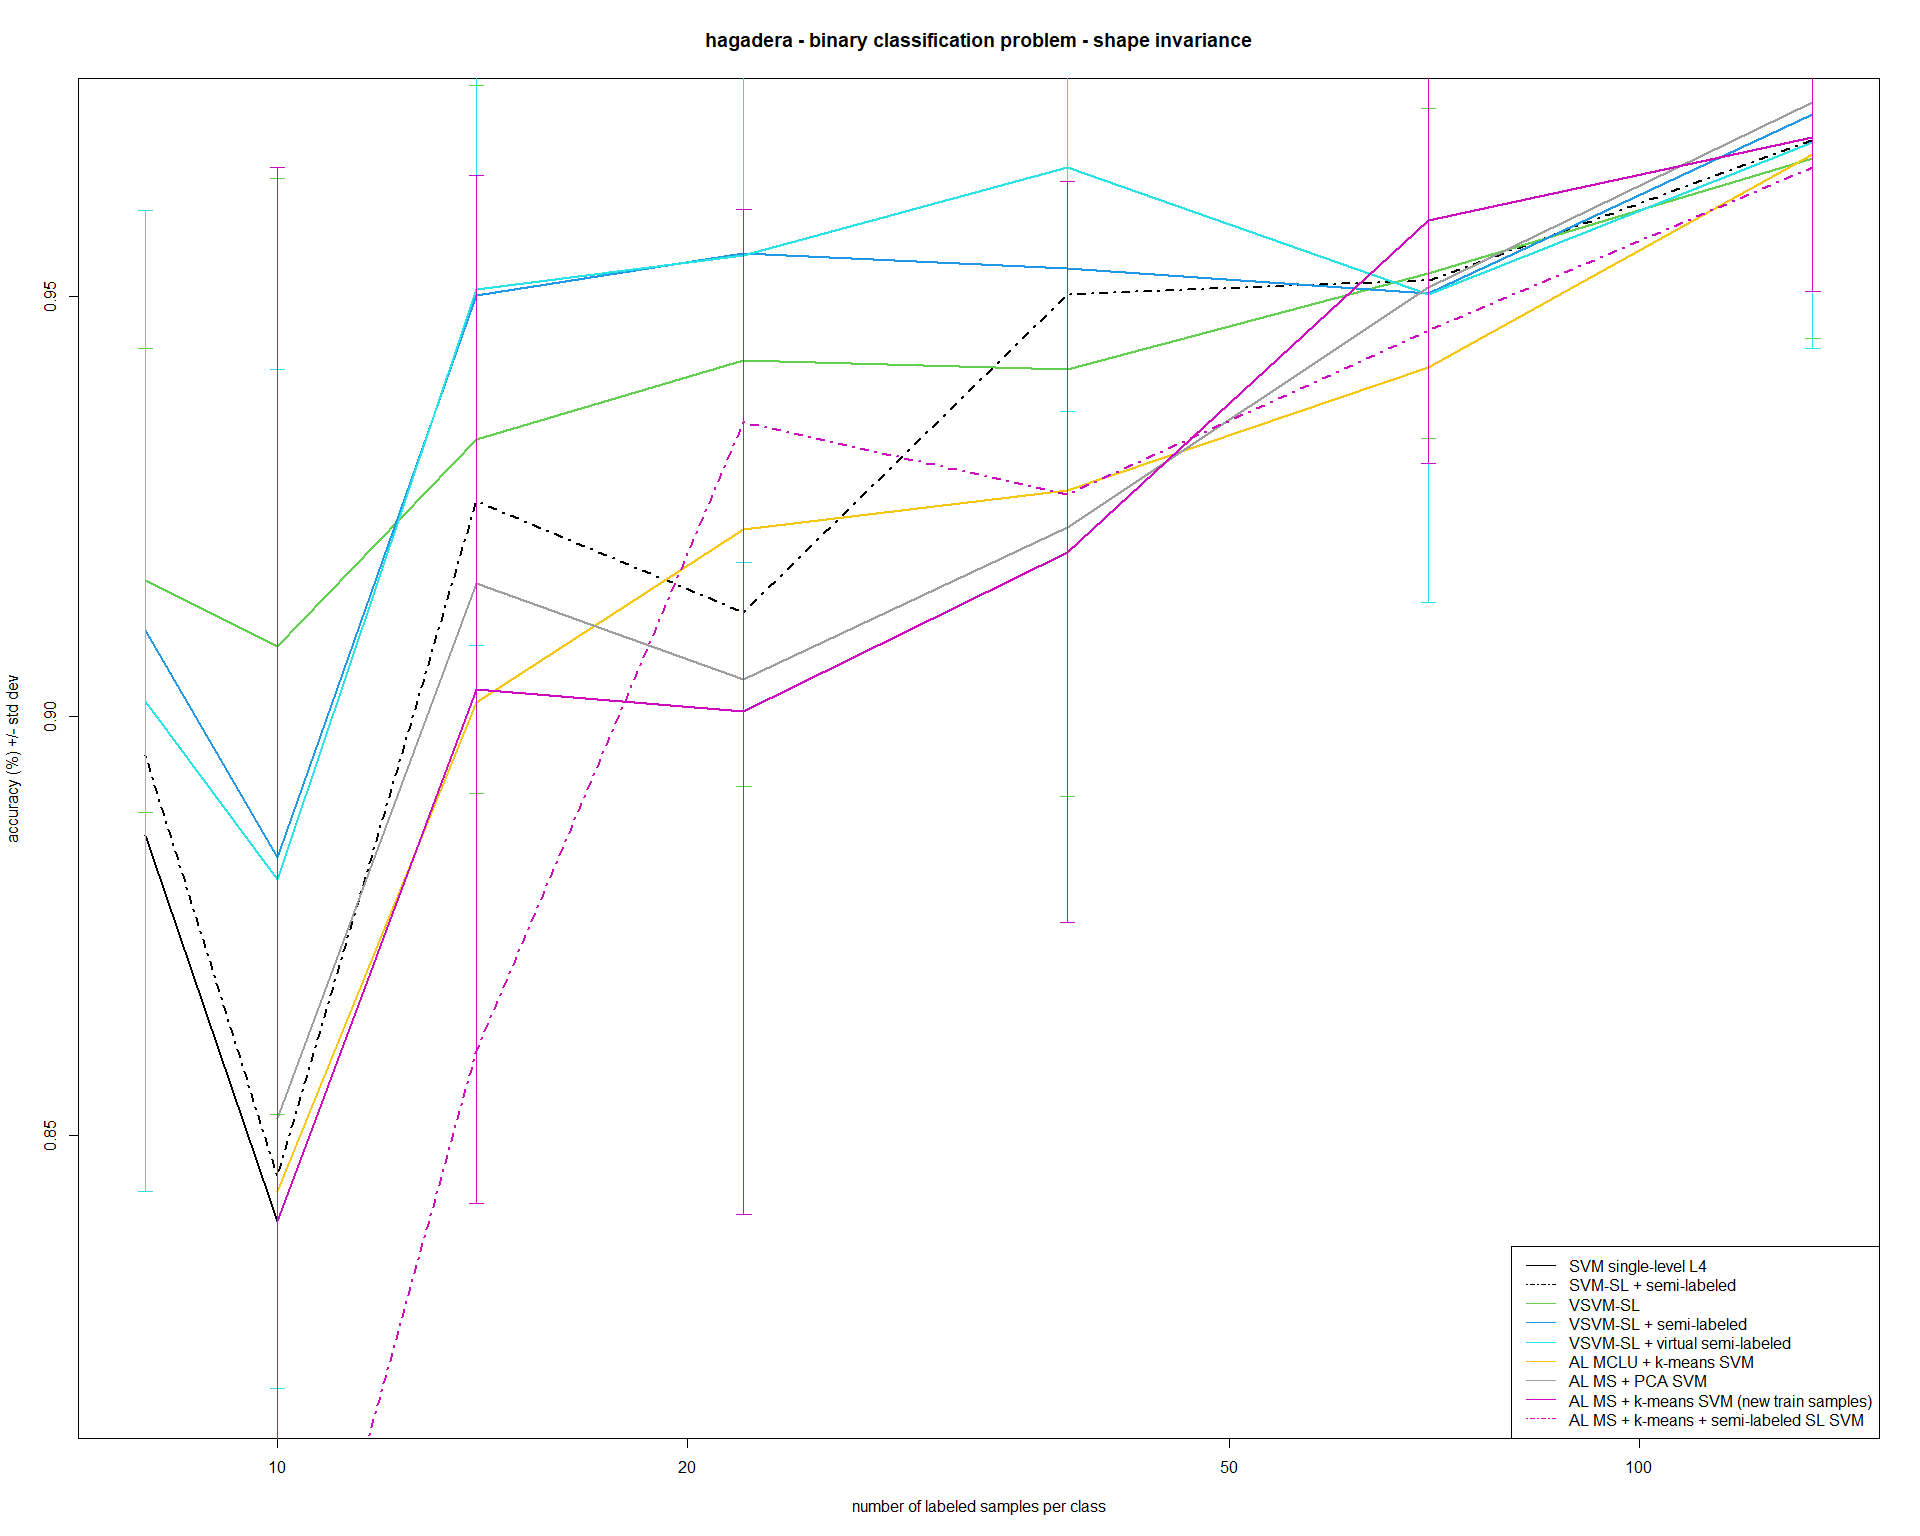 hagadera - binary classification problem - shape invariance
accuracy (%) +/- std dev
0.95
0.90
0.85
10
20
50
100
number of labeled samples per class
SVM single-level L4
SVM-SL + semi-labeled
VSVM-SL
VSVM-SL + semi-labeled
VSVM-SL + virtual semi-labeled
AL MCLU + k-means SVM
AL MS + PCA SVM
AL MS + k-means SVM (new train samples)
AL MS + k-means + semi-labeled SL SVM